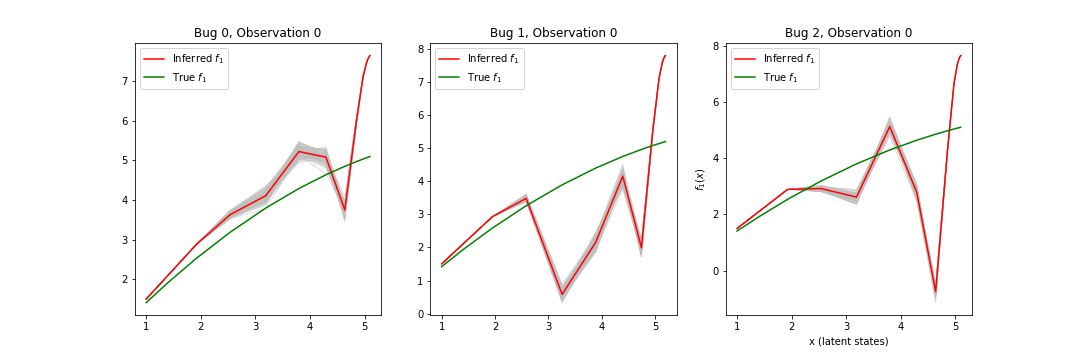 Bug 0, Observation 0
Inferred f₁
True f₁
7
6
5
4
3
2
1 2 3 4 5
Bug 1, Observation 0
Inferred f₁
True f₁
8
7
6
5
4
3
2
1
0
1 2 3 4 5
Bug 2, Observation 0
Inferred f₁
True f₁
f₁(x)
8
6
4
2
0
1 2 3 4 5
x (latent states)